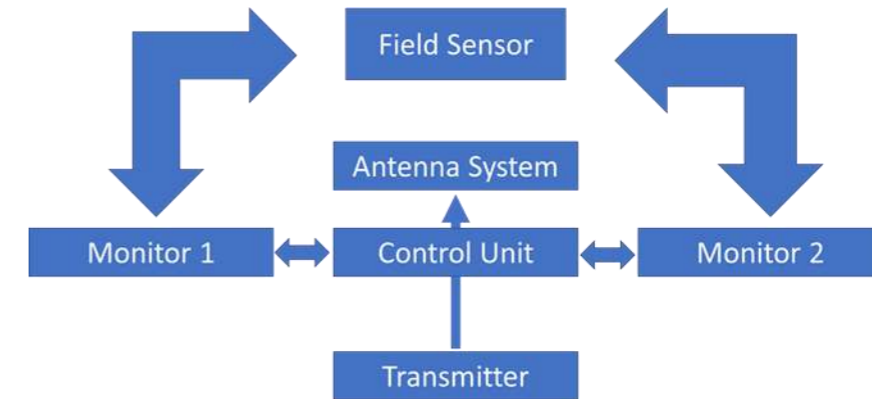 Field Sensor
Antenna System
Monitor 1
Control Unit
Monitor 2
Transmitter